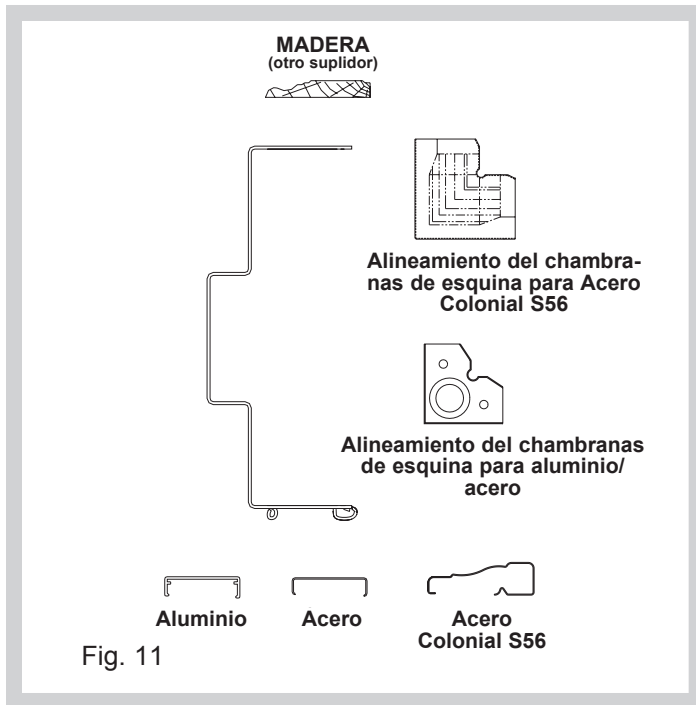 MADERA
(otro suplidor)
Alineamiento del chambra-
nas de esquina para Acero
Colonial S56
Alineamiento del chambranas
de esquina para aluminio/
acero
Aluminio
Acero
Acero
Colonial S56
Fig. 11